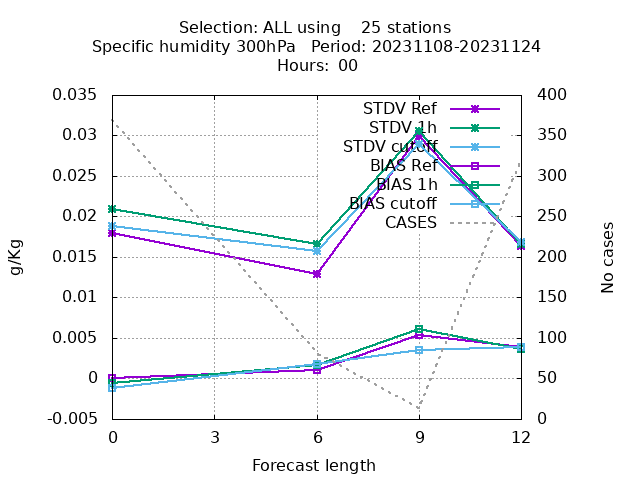 Selection: ALL using    25 stations
Specific humidity 300hPa   Period: 20231108-20231124
Hours:  00
0.035
0.03
0.025
0.02
0.015
0.01
0.005
0
-0.005
g/Kg
STDV Ref
STDV 1h
STDV cutoff
BIAS Ref
BIAS 1h
BIAS cutoff
CASES
400
350
300
250
200
150
100
50
0
No cases
0 3 6 9 12
Forecast length